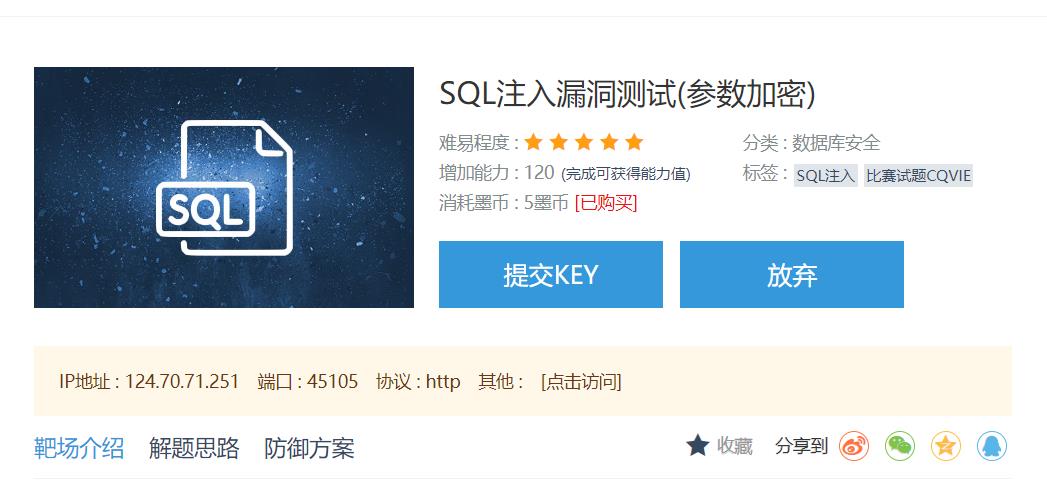 SQL
SQL注入漏洞测试(参数加密)
难易程度 :
分类 : 数据库安全
增加能力 : 120 (完成可获得能力值)
标签 : SQL注入 比赛试题CQVIE
消耗墨币 : 5墨币 [已购买]
提交KEY 放弃
IP地址 : 124.70.71.251 端口 : 45105 协议 : http 其他 : [点击访问]
靶场介绍 解题思路 防御方案 收藏 分享到